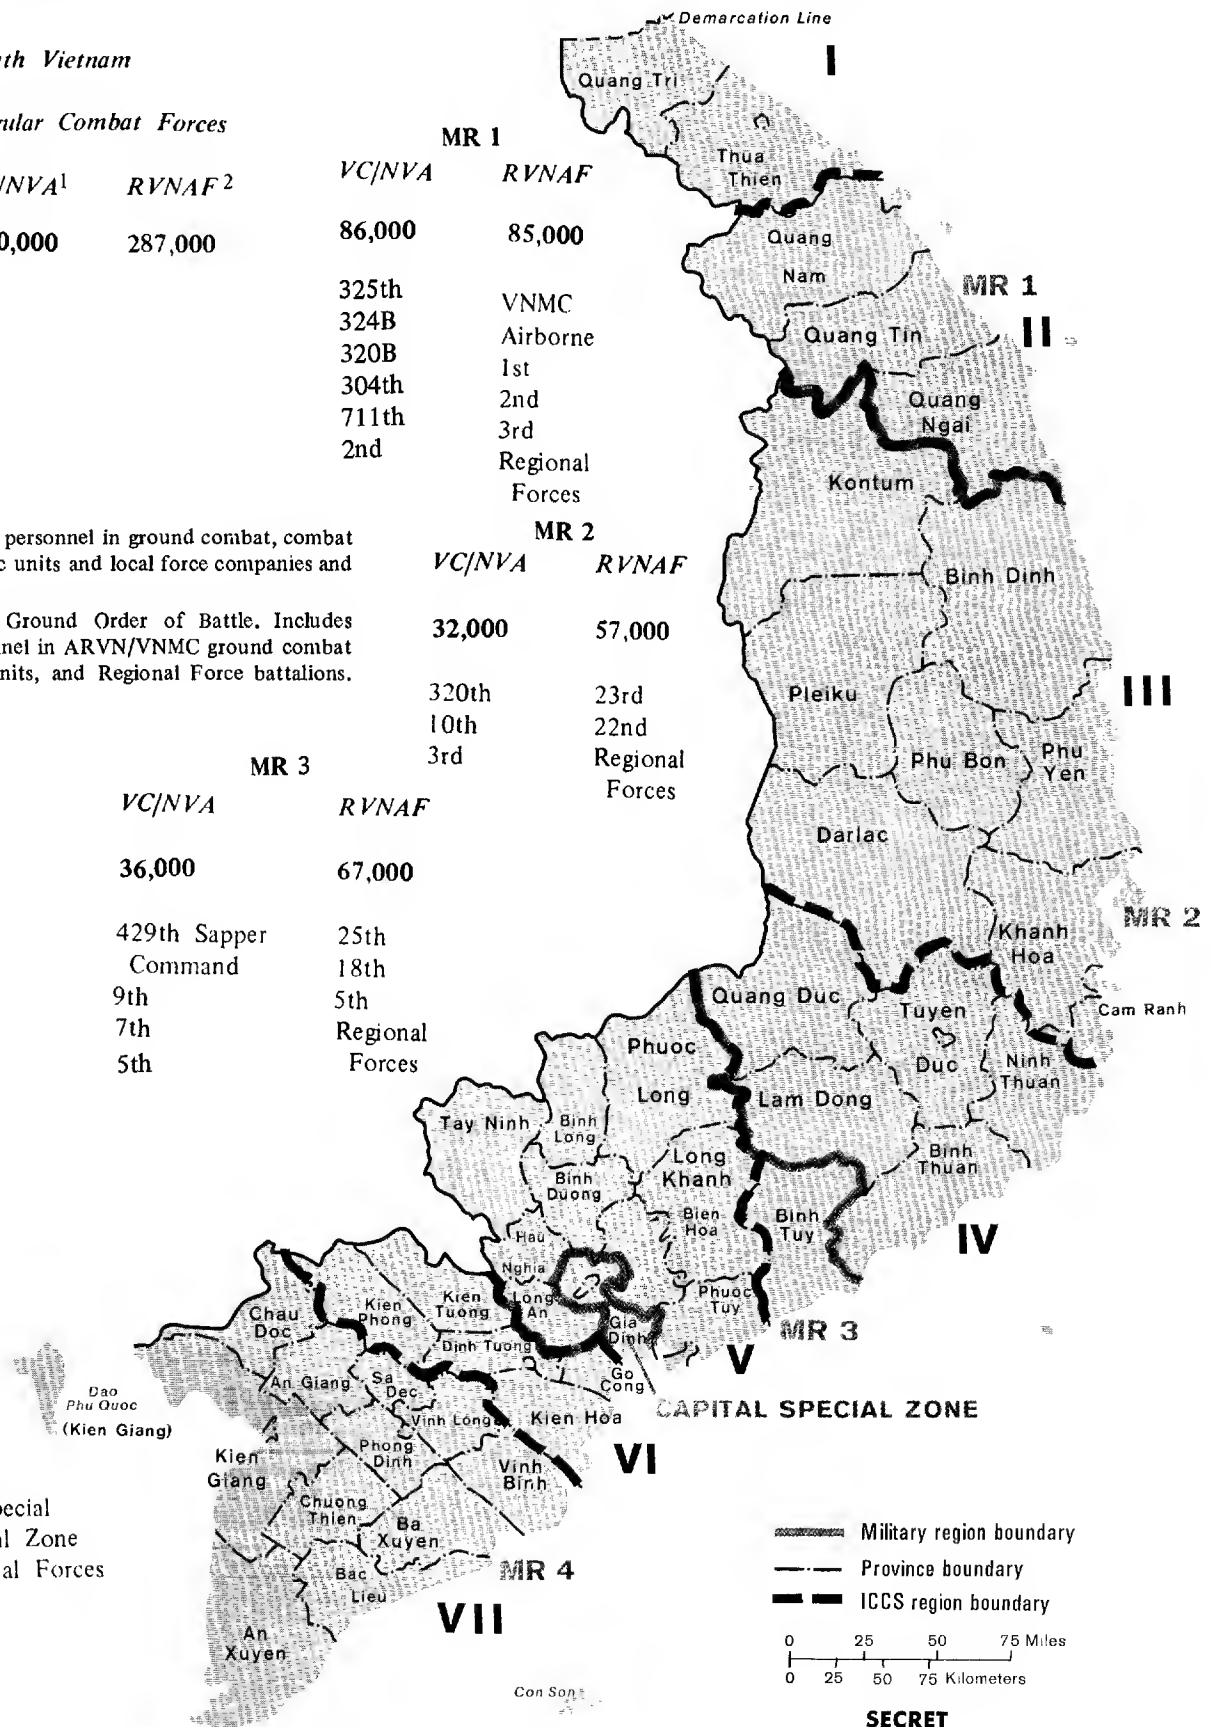 Demarcation Line
th Vietnam
ular Combat Forces
/NVA1 RVNAF 2
0,000 287,000
MR 1
VC/NVA RVNAF
86,000 85,000
325th
324B
320B
304th
711th
2nd
VNMC
Airborne
1st
2nd
3rd
Regional
Forces
personnel in ground combat, combat
c units and local force companies and
Ground Order of Battle. Includes
nel in ARVN/VNMC ground combat
nits, and Regional Force battalions.
MR 2
VC/NVA RVNAF
32,000 57,000
320th
10th
3rd
23rd
22nd
Regional
Forces
MR 3
VC/NVA RVNAF
36,000 67,000
429th Sapper
Command
9th
7th
5th
25th
18th
5th
Regional
Forces
I
Quang Tri
Thua
Thien
Quang
Nam
MR 1
II
Quang Tin
Quang
Ngai
Kontum
Binh Dinh
III
Pleiku
Phu Bon
Phu
Yen
Darlac
MR 2
Khanh
Hoa
Cam Ranh
Quang Duc
Tuyen
Duc
Ninh
Thuan
Phuoc
Long
Lam Dong
Tay Ninh
Binh
Long
Long
Khanh
Binh
Thuan
Binh
Duong
Bien
Hoa
Binh
Tuy
IV
Hau
Nghia
Long
An
Phuoc
Tuy
Gia
Dinh
MR 3
V
Kien
Tuong
Kien
Phong
Chau
Doc
Dinh Tuong
Go
Cong
CAPITAL SPECIAL ZONE
An Giang
Sa
Dec
Dao
Phu Quoc
(Kien Giang)
Vinh Long
Kien Hoa
VI
Kien
Giang
Phong
Dinh
Vinh
Binh
Chuong
Thien
Ba
Xuyen
MR 4
Bac
Lieu
VII
An
Xuyen
Con Son
pecial
l Zone
al Forces
Military region boundary
Province boundary
ICCS region boundary
0 25 50 75 Miles
0 25 50 75 Kilometers
SECRET